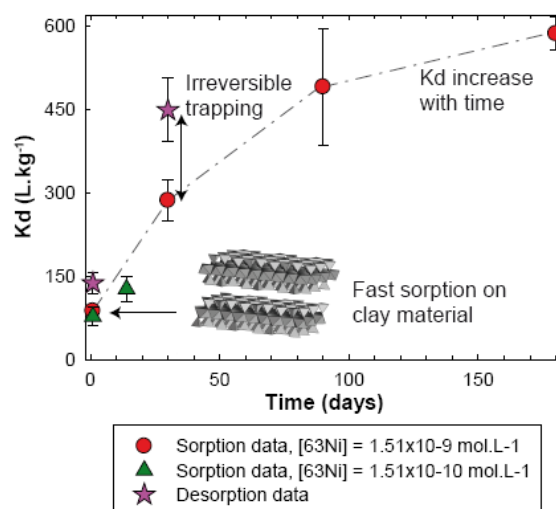 600
450
300
150
0
Kd (L.kg-1)
Irreversible
trapping
Kd increase
with time
Fast sorption on
clay material
0 50 100 150
Time (days)
Sorption data, [63Ni] = 1.51x10-9 mol.L-1
Sorption data, [63Ni] = 1.51x10-10 mol.L-1
Desorption data